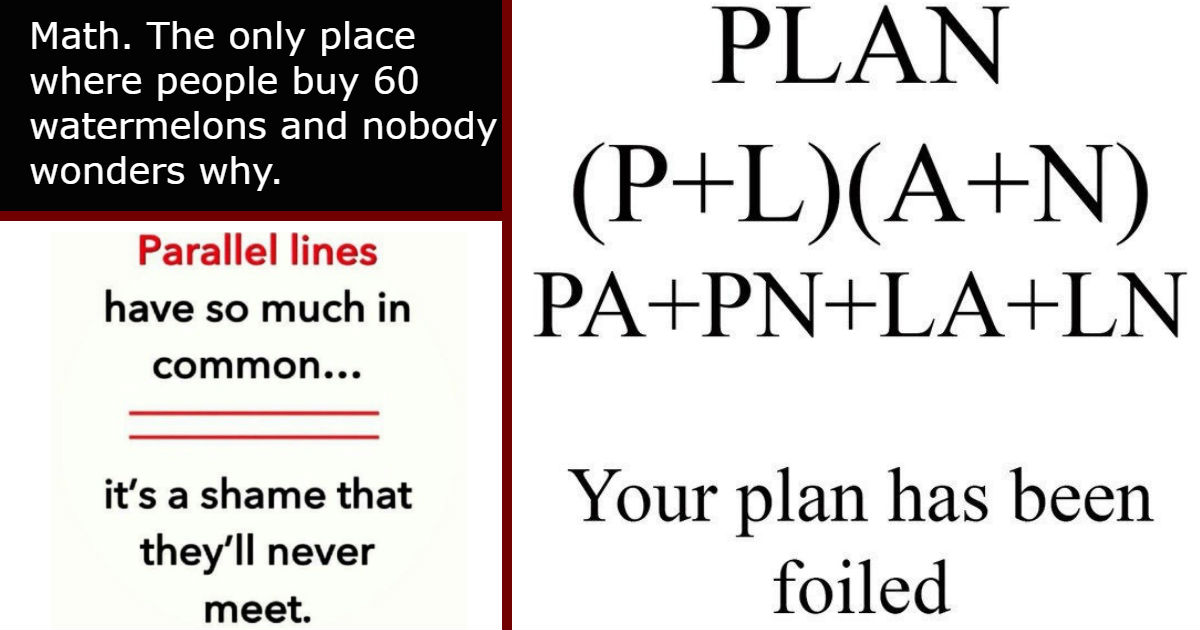 Math. The only place
where people buy 60
watermelons and nobody
wonders why.
Parallel lines
have so much in
common...
it's a shame that
they'll never
meet.
PLAN
(P+L)(A+N)
PA+PN+LA+LN
Your plan has been
foiled